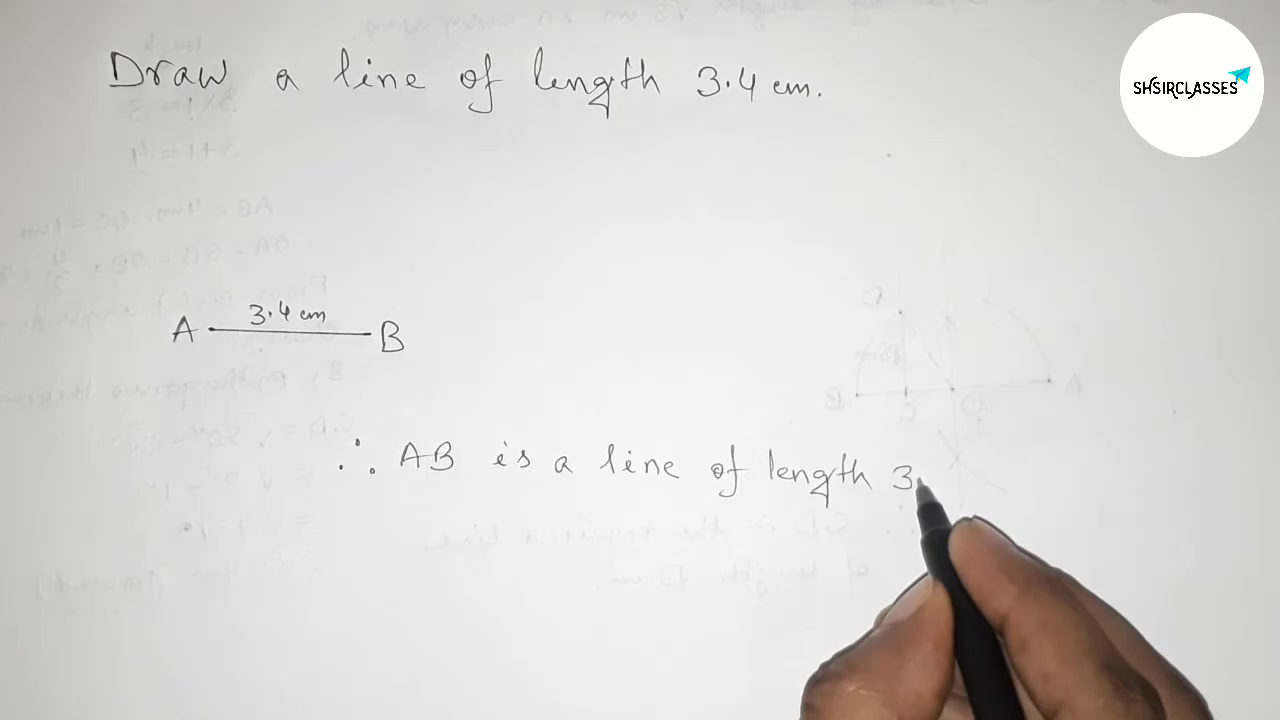 Draw a line of length 3.4 cm.
SHSIRCLASSES
3.4 cm
A B
∴ AB is a line of length 3